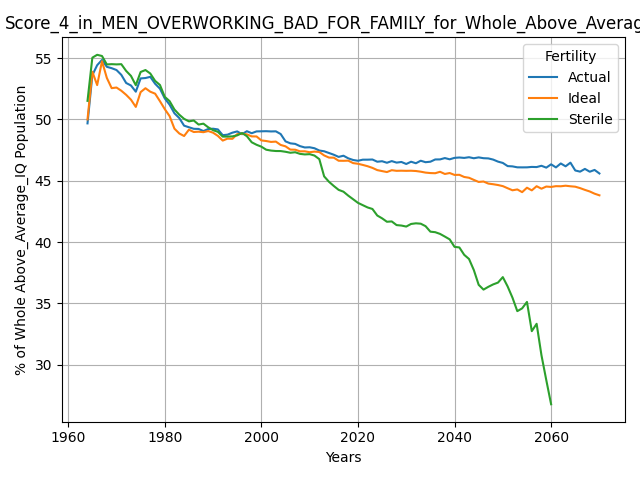 Score_4_in_MEN_OVERWORKING_BAD_FOR_FAMILY_for_Whole_Above_Averag
% of Whole Above_Average_IQ Population
55
50
45
40
35
30
Fertility
Actual
Ideal
Sterile
1960
1980
2000
2020
2040
2060
Years